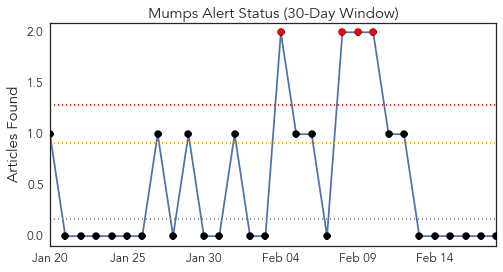 Mumps Alert Status (30-Day Window)
Articles Found
2.0
1.5
1.0
0.5
0.0
Jan 20 Jan 25 Jan 30 Feb 04 Feb 09 Feb 14